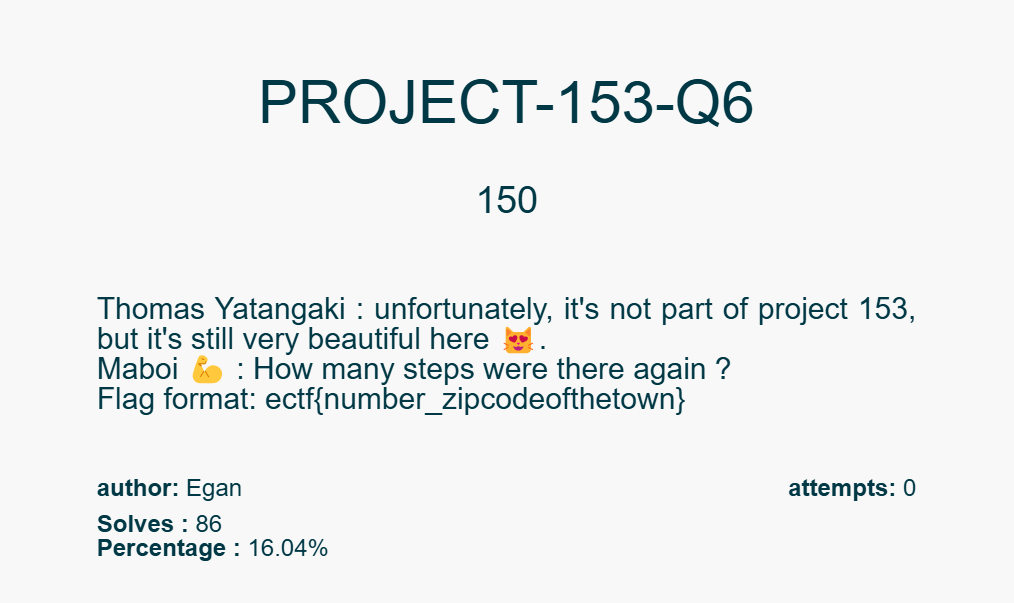 PROJECT-153-Q6
150
Thomas Yatangaki : unfortunately, it's not part of project 153,
but it's still very beautiful here 😻.
Maboi 💪 : How many steps were there again ?
Flag format: ectf{number_zipcodeofthetown}
author: Egan attempts: 0
Solves : 86
Percentage : 16.04%